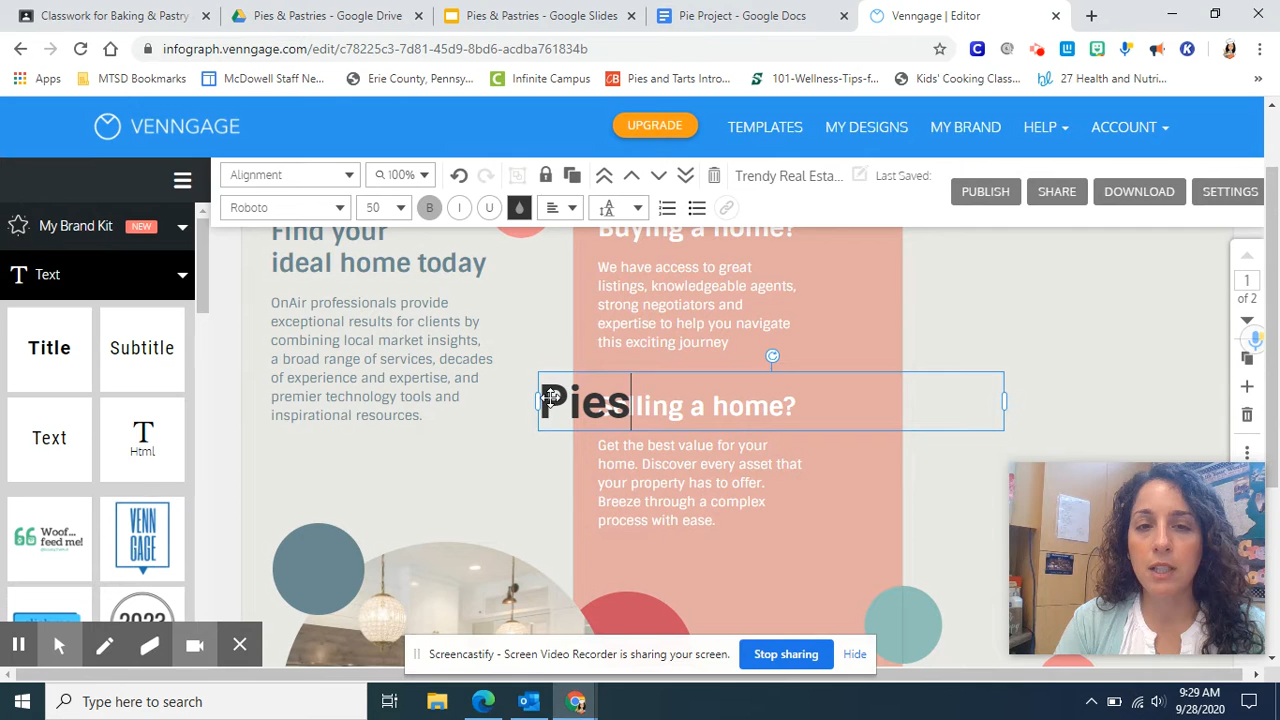 Classwork for Baking & Pastry
Pies & Pastries - Google Drive
Pies & Pastries - Google Slides
Pie Project - Google Docs
Venngage | Editor
infograph.venngage.com/edit/c78225c3-7d81-45d9-8bd6-acdba761834b
Apps
MTSD Bookmarks
McDowell Staff Ne...
Erie County, Pennsy...
Infinite Campus
Pies and Tarts Intro...
101-Wellness-Tips-f...
Kids' Cooking Class...
27 Health and Nutri...
VENNGAGE
UPGRADE
TEMPLATES
MY DESIGNS
MY BRAND
HELP
ACCOUNT
Alignment
100%
Trendy Real Esta...
Last Saved:
PUBLISH
SHARE
DOWNLOAD
SETTINGS
Roboto
50
B
I
U
My Brand Kit
NEW
Text
Title
Subtitle
Text
T
Html
Woof...
feed me!
VENN
GAGE
Find your
ideal home today
OnAir professionals provide
exceptional results for clients by
combining local market insights,
a broad range of services, decades
of experience and expertise, and
premier technology tools and
inspirational resources.
Buying a home?
We have access to great
listings, knowledgeable agents,
strong negotiators and
expertise to help you navigate
this exciting journey
Pies
Selling a home?
Get the best value for your
home. Discover every asset that
your property has to offer.
Breeze through a complex
process with ease.
1
of 2
Screencastify - Screen Video Recorder is sharing your screen.
Stop sharing
Hide
Type here to search
9:29 AM
9/28/2020